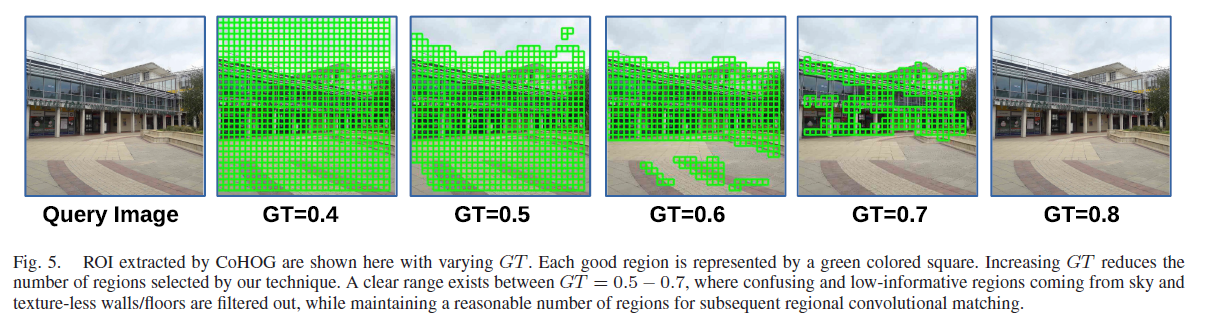 Query Image GT=0.4 GT=0.5 GT=0.6 GT=0.7 GT=0.8
Fig. 5. ROI extracted by CoHOG are shown here with varying GT. Each good region is represented by a green colored square. Increasing GT reduces the
number of regions selected by our technique. A clear range exists between GT = 0.5 − 0.7, where confusing and low-informative regions coming from sky and
texture-less walls/floors are filtered out, while maintaining a reasonable number of regions for subsequent regional convolutional matching.